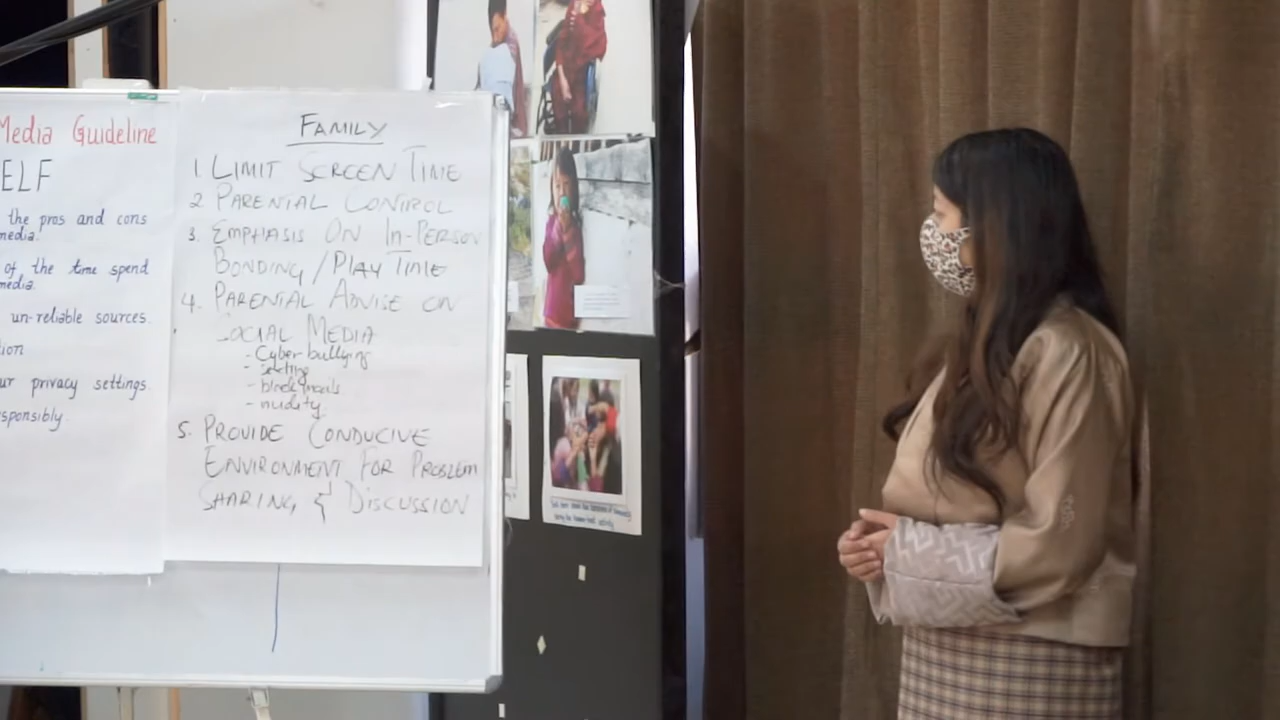 Media Guideline
ELF
the pros and cons
media.
of the time spend
media.
un-reliable sources.
tion
ur privacy settings
sponsibly.
FAMILY
1. LIMIT SCREEN TIME
2 PARENTAL CONTROL
3. EMPHASIS ON IN-PERSON
BONDING/PLAY TIME
4. PARENTAL ADVISE ON
SOCIAL MEDIA
- Cyber bullying
- sexting
- blackmails
- nudity.
5. PROVIDE CONDUCIVE
ENVIRONMENT FOR PROBLEM
SHARING & DISCUSSION